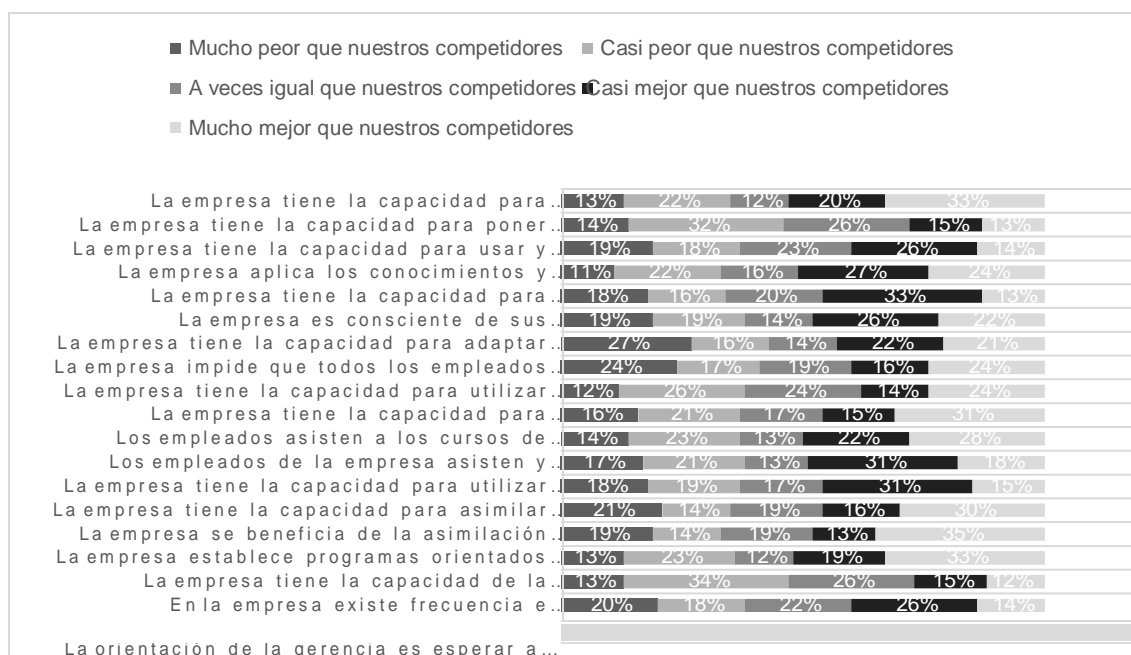 Mucho peor que nuestros competidores Casi peor que nuestros competidores
A veces igual que nuestros competidores Casi mejor que nuestros competidores
Mucho mejor que nuestros competidores
La empresa tiene la capacidad para… 13% 22% 12% 20% 33%
La empresa tiene la capacidad para poner… 14% 32% 26% 15% 13%
La empresa tiene la capacidad para usar y… 19% 18% 23% 26% 14%
La empresa aplica los conocimientos y… 11% 22% 16% 27% 24%
La empresa tiene la capacidad para… 18% 16% 20% 33% 13%
La empresa es consciente de sus… 19% 19% 14% 26% 22%
La empresa tiene la capacidad para adaptar… 27% 16% 14% 22% 21%
La empresa impide que todos los empleados… 24% 17% 19% 16% 24%
La empresa tiene la capacidad para utilizar… 12% 26% 24% 14% 24%
La empresa tiene la capacidad para… 16% 21% 17% 15% 31%
Los empleados asisten a los cursos de… 14% 23% 13% 22% 28%
Los empleados de la empresa asisten y… 17% 21% 13% 31% 18%
La empresa tiene la capacidad para utilizar… 18% 19% 17% 31% 15%
La empresa tiene la capacidad para asimilar… 21% 14% 19% 16% 30%
La empresa se beneficia de la asimilación… 19% 14% 19% 13% 35%
La empresa establece programas orientados… 13% 23% 12% 19% 33%
La empresa tiene la capacidad de la… 13% 34% 26% 15% 12%
En la empresa existe frecuencia e… 20% 18% 22% 26% 14%
La orientación de la gerencia es esperar a…